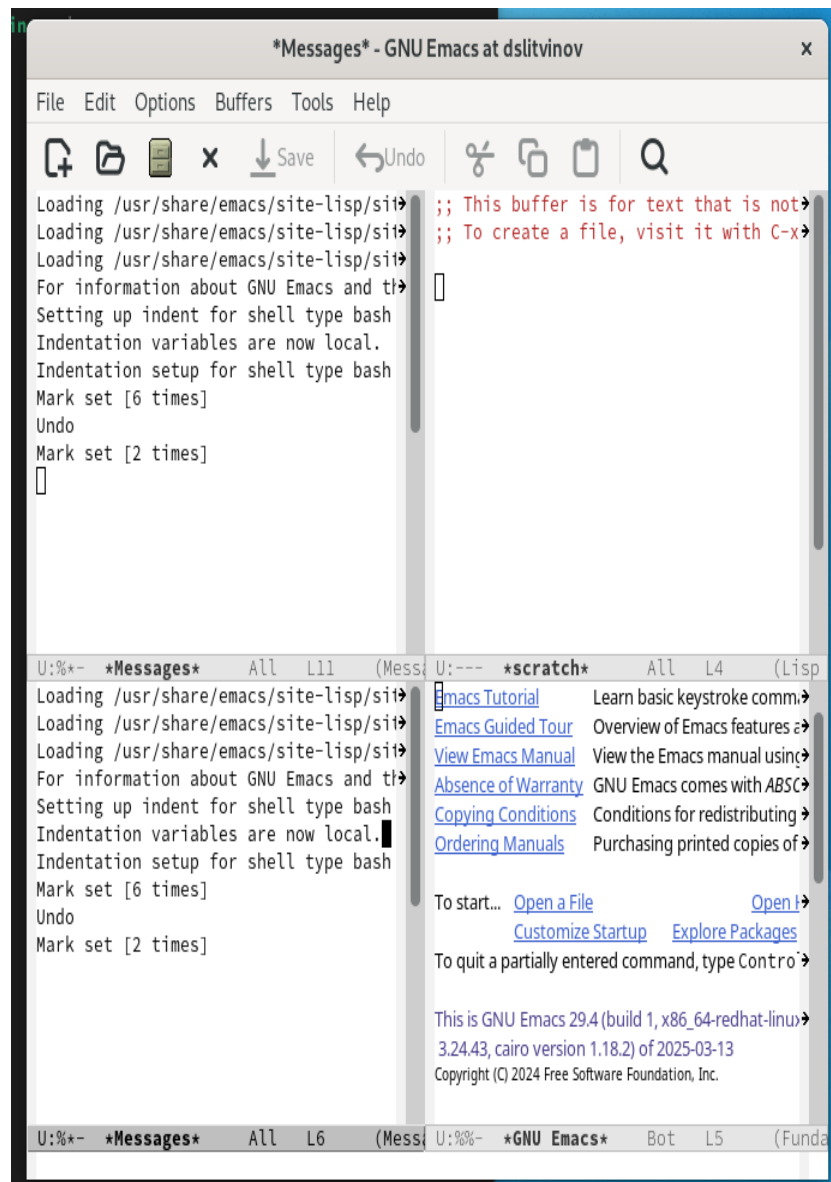 in
*Messages* - GNU Emacs at dslitvinov x
File Edit Options Buffers Tools Help
Save Undo
Loading /usr/share/emacs/site-lisp/sit
Loading /usr/share/emacs/site-lisp/sit
Loading /usr/share/emacs/site-lisp/sit
For information about GNU Emacs and th
Setting up indent for shell type bash
Indentation variables are now local.
Indentation setup for shell type bash
Mark set [6 times]
Undo
Mark set [2 times]
U:%*- *Messages* All L11 (Messa
;; This buffer is for text that is not
;; To create a file, visit it with C-x
U:--- *scratch* All L4 (Lisp
Loading /usr/share/emacs/site-lisp/sit
Loading /usr/share/emacs/site-lisp/sit
Loading /usr/share/emacs/site-lisp/sit
For information about GNU Emacs and th
Setting up indent for shell type bash
Indentation variables are now local.
Indentation setup for shell type bash
Mark set [6 times]
Undo
Mark set [2 times]
U:%*- *Messages* All L6 (Messa
Emacs Tutorial Learn basic keystroke comma
Emacs Guided Tour Overview of Emacs features a
View Emacs Manual View the Emacs manual using
Absence of Warranty GNU Emacs comes with ABSO
Copying Conditions Conditions for redistributing
Ordering Manuals Purchasing printed copies of
To start... Open a File Open H
Customize Startup Explore Packages
To quit a partially entered command, type Contro
This is GNU Emacs 29.4 (build 1, x86_64-redhat-linux
3.24.43, cairo version 1.18.2) of 2025-03-13
Copyright (C) 2024 Free Software Foundation, Inc.
U:%%- *GNU Emacs* Bot L5 (Funda